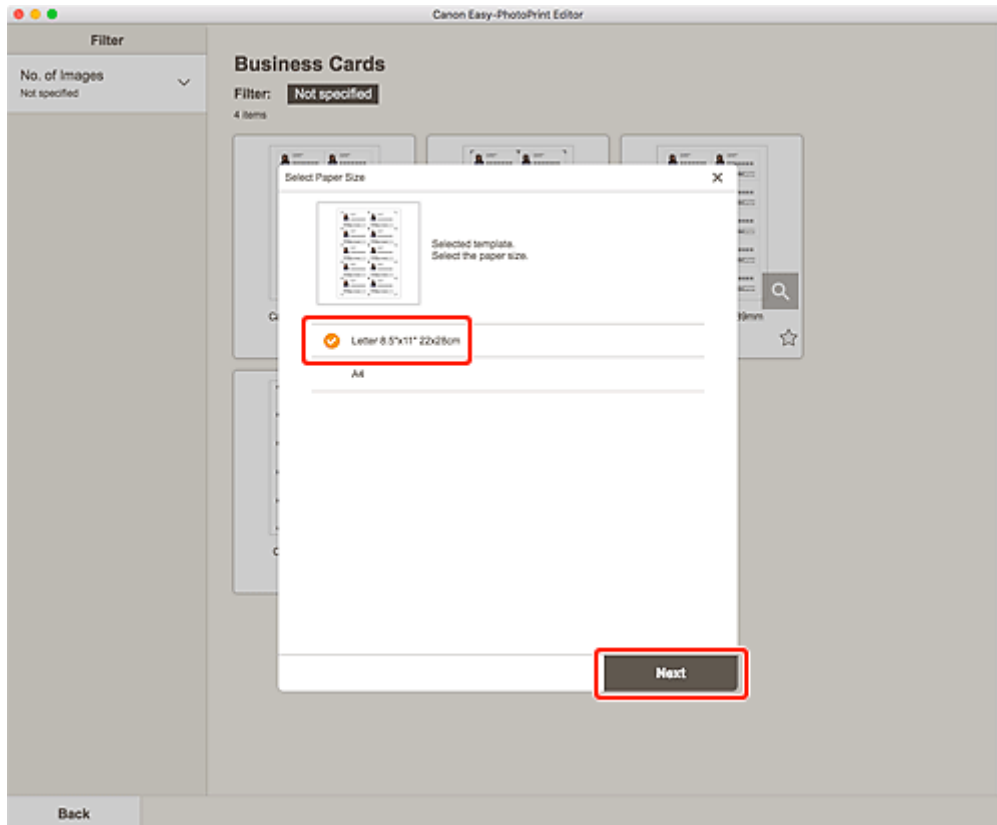 Canon Easy-PhotoPrint Editor
Filter
No. of Images
Not specified
Business Cards
Filter: Not specified
4 items
Select Paper Size
Selected template.
Select the paper size.
Letter 8.5"x11" 22x28cm
A4
Next
Back